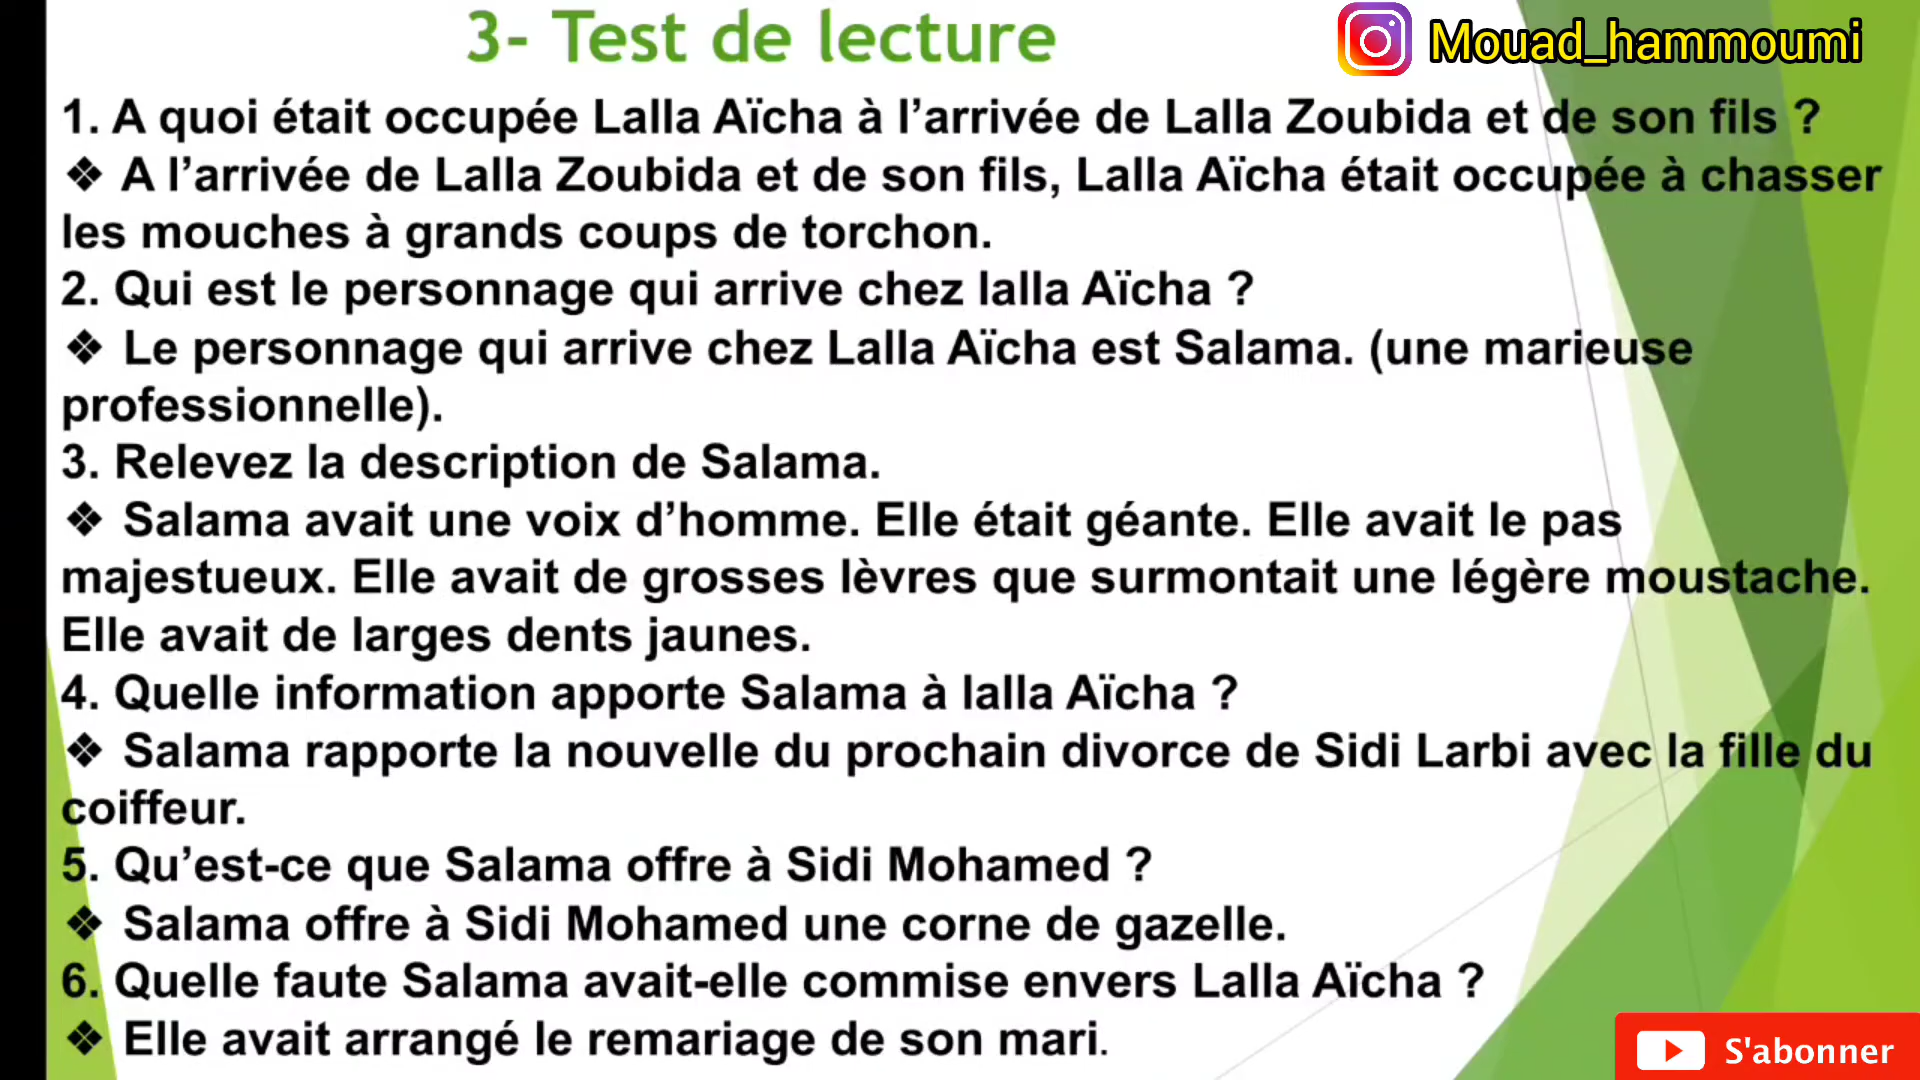 3- Test de lecture
Mouad_hammoumi
1. A quoi était occupée Lalla Aïcha à l’arrivée de Lalla Zoubida et de son fils ?
❖ A l’arrivée de Lalla Zoubida et de son fils, Lalla Aïcha était occupée à chasser
les mouches à grands coups de torchon.
2. Qui est le personnage qui arrive chez lalla Aïcha ?
❖ Le personnage qui arrive chez Lalla Aïcha est Salama. (une marieuse
professionnelle).
3. Relevez la description de Salama.
❖ Salama avait une voix d’homme. Elle était géante. Elle avait le pas
majestueux. Elle avait de grosses lèvres que surmontait une légère moustache.
Elle avait de larges dents jaunes.
4. Quelle information apporte Salama à lalla Aïcha ?
❖ Salama rapporte la nouvelle du prochain divorce de Sidi Larbi avec la fille du
coiffeur.
5. Qu’est-ce que Salama offre à Sidi Mohamed ?
❖ Salama offre à Sidi Mohamed une corne de gazelle.
6. Quelle faute Salama avait-elle commise envers Lalla Aïcha ?
❖ Elle avait arrangé le remariage de son mari.
S'abonner